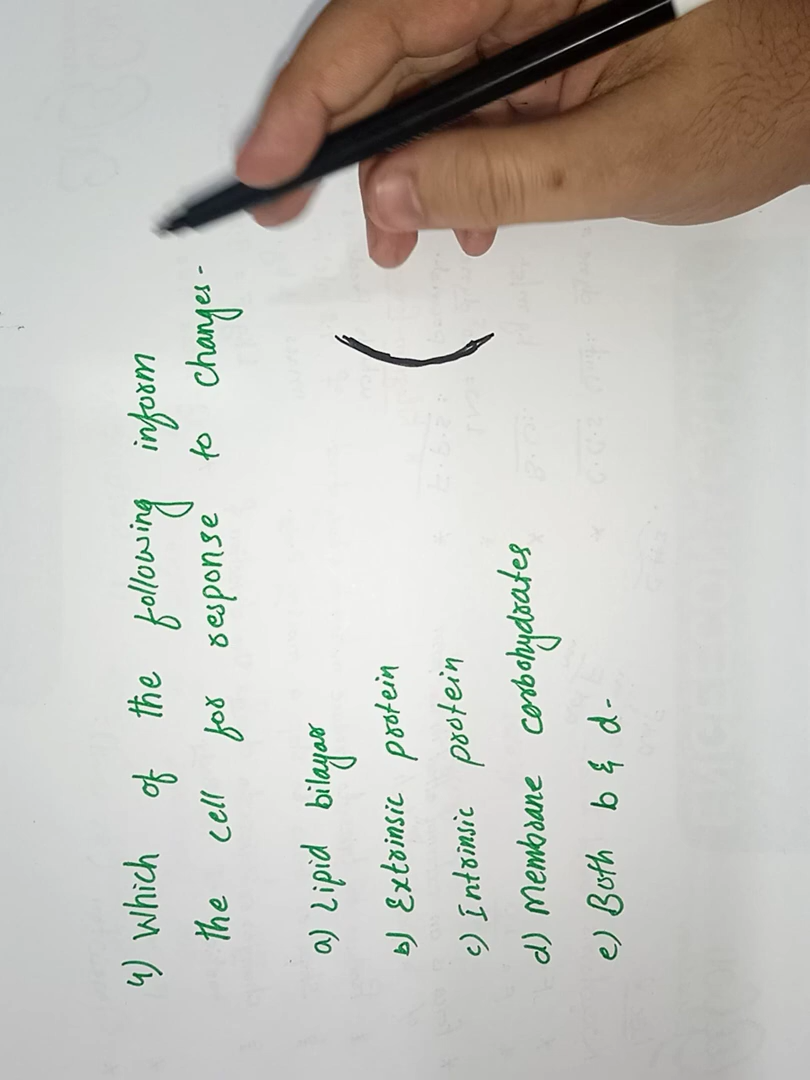 4) Which of the following inform
the cell for response to changes-
a) Lipid bilayar
b) Extrinsic protein
c) Intrinsic protein
d) Membrane carbohydrates
e) Both b & d-